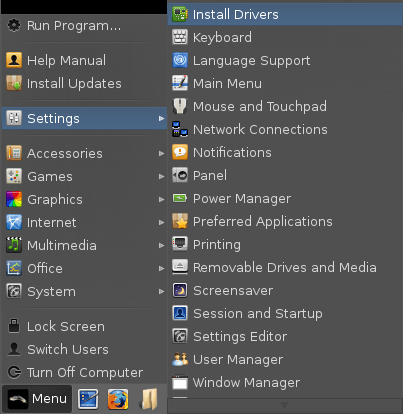 Run Program...
Help Manual
Install Updates
Settings
Accessories
Games
Graphics
Internet
Multimedia
Office
System
Lock Screen
Switch Users
Turn Off Computer
Menu
Install Drivers
Keyboard
Language Support
Main Menu
Mouse and Touchpad
Network Connections
Notifications
Panel
Power Manager
Preferred Applications
Printing
Removable Drives and Media
Screensaver
Session and Startup
Settings Editor
User Manager
Window Manager